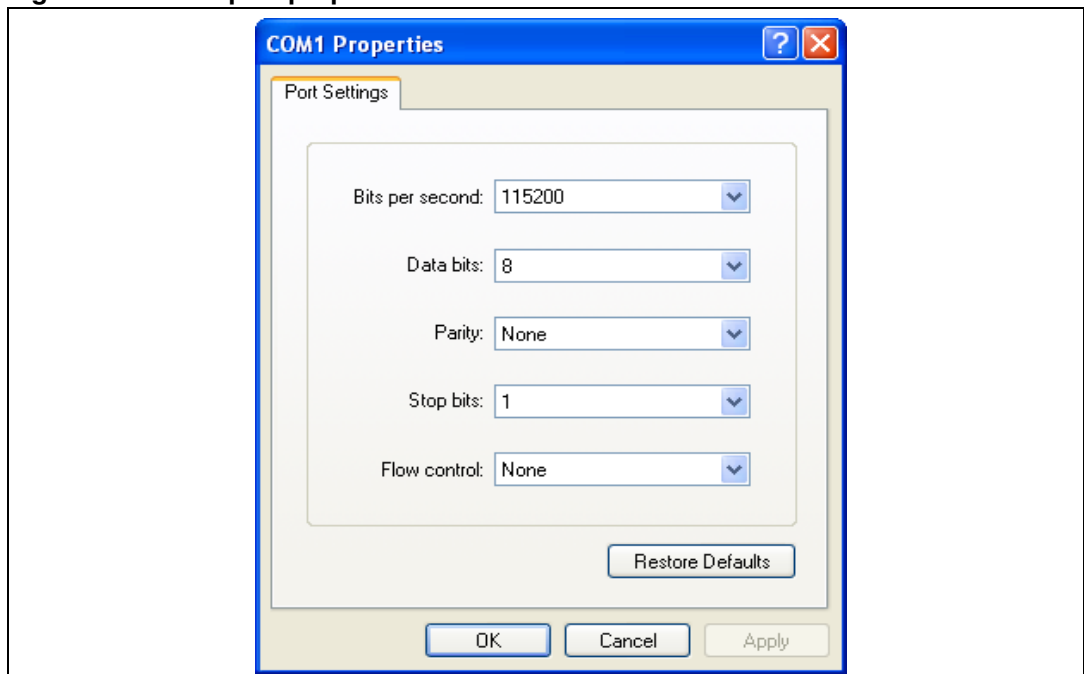 COM1 Properties
Port Settings
Bits per second: 115200
Data bits: 8
Parity: None
Stop bits: 1
Flow control: None
Restore Defaults
OK Cancel Apply